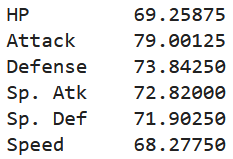 HP 69.25875
Attack 79.00125
Defense 73.84250
Sp. Atk 72.82000
Sp. Def 71.90250
Speed 68.27750